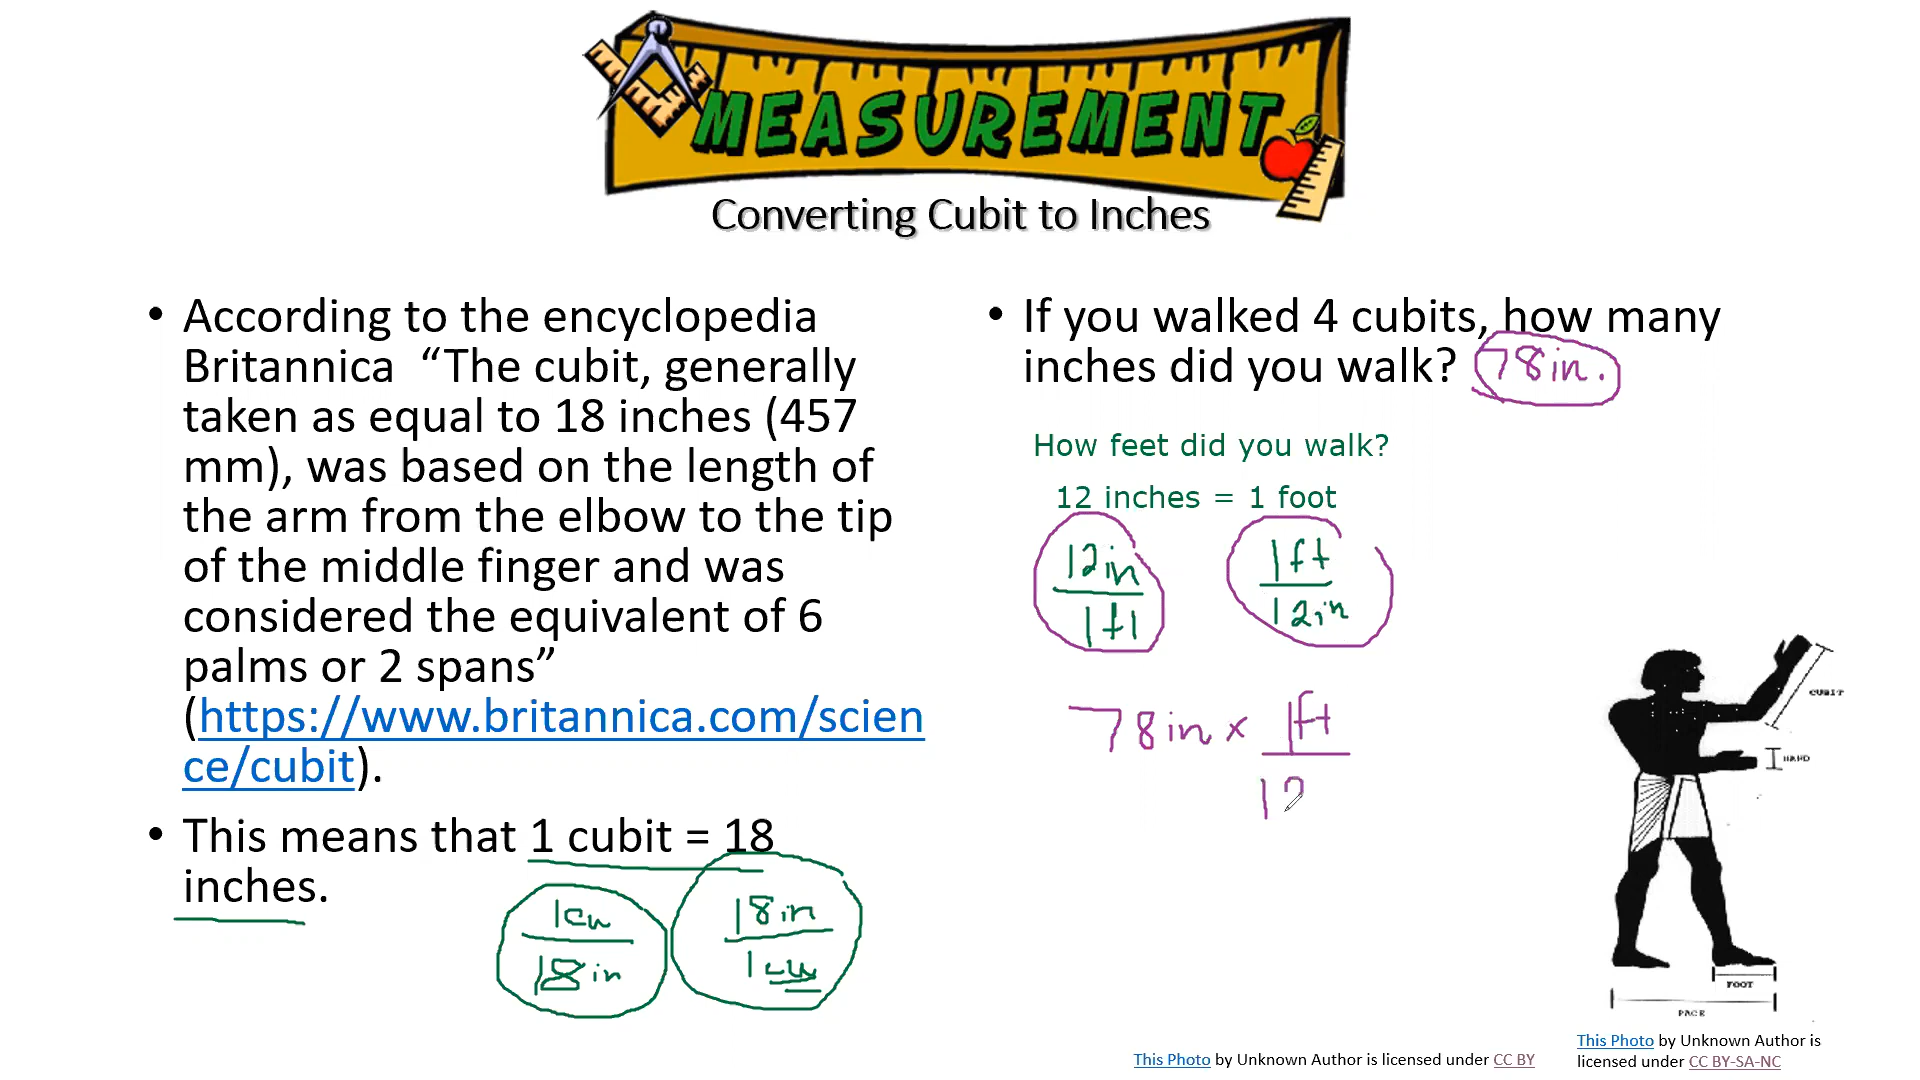 MEASUREMENT
Converting Cubit to Inches
• According to the encyclopedia
Britannica “The cubit, generally
taken as equal to 18 inches (457
mm), was based on the length of
the arm from the elbow to the tip
of the middle finger and was
considered the equivalent of 6
palms or 2 spans”
(https://www.britannica.com/scien
ce/cubit).
• This means that 1 cubit = 18
inches.
1cu
18in
18in
1cu
• If you walked 4 cubits, how many
inches did you walk? 78in.
How feet did you walk?
12 inches = 1 foot
12in
1ft
1ft
12in
78in x 1ft
12
CUBIT
HAND
FOOT
PACE
This Photo by Unknown Author is licensed under CC BY
This Photo by Unknown Author is
licensed under CC BY-SA-NC